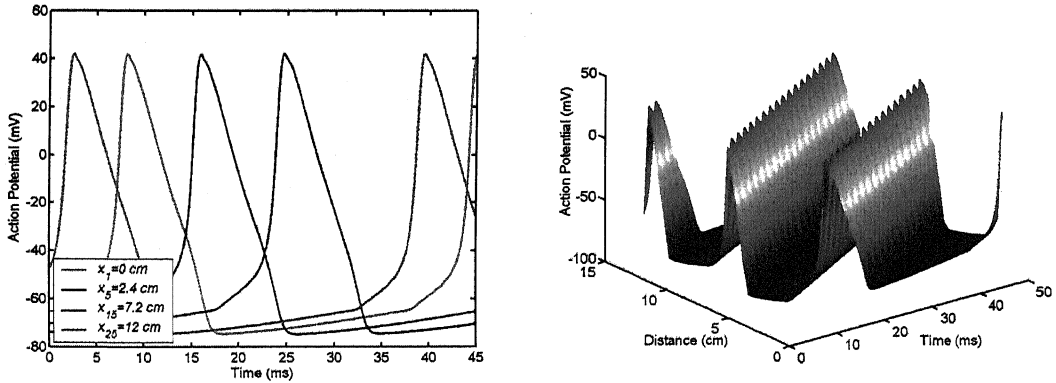 60
40
20
0
-20
-40
-60
-80
Action Potential (mV)
x1=0 cm
x5=2.4 cm
x15=7.2 cm
x25=12 cm
0 5 10 15 20 25 30 35 40 45
Time (ms)
50
0
-50
-100
Action Potential (mV)
15
10
5
0
Distance (cm)
0
10
20
30
40
50
Time (ms)